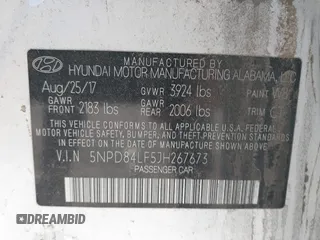 MANUFACTURED BY
HYUNDAI MOTOR MANUFACTURING ALABAMA, LLC
Aug/25/17 GVWR 3924 lbs PAINT
GAWR GAWR
FRONT 2183 lbs REAR 2006 lbs TRIM
THIS VEHICLE CONFORMS TO ALL APPLICABLE U.S.
FEDERAL MOTOR VEHICLE SAFETY, BUMPER, AND THEFT PREVENTION
STANDARDS IN EFFECT ON THE DATE OF MANUFACTURE
SHOWN ABOVE.
V.I.N 5NPD84LF5JH267673
PASSENGER CAR
DREAMBID